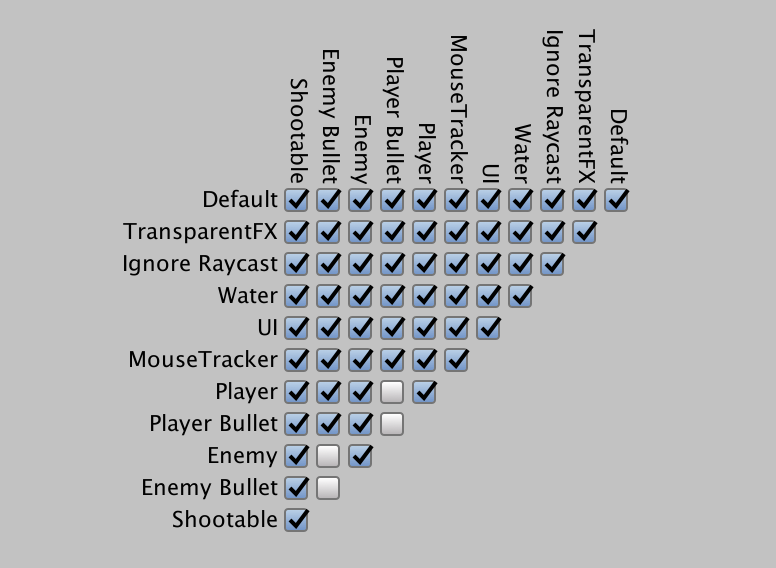 Shootable
Enemy Bullet
Enemy
Player Bullet
Player
MouseTracker
UI
Water
Ignore Raycast
TransparentFX
Default
Default
TransparentFX
Ignore Raycast
Water
UI
MouseTracker
Player
Player Bullet
Enemy
Enemy Bullet
Shootable